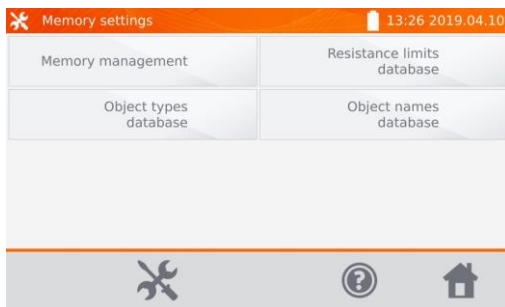 Memory settings
13:26 2019.04.10
Memory management
Resistance limits
database
Object types
database
Object names
database